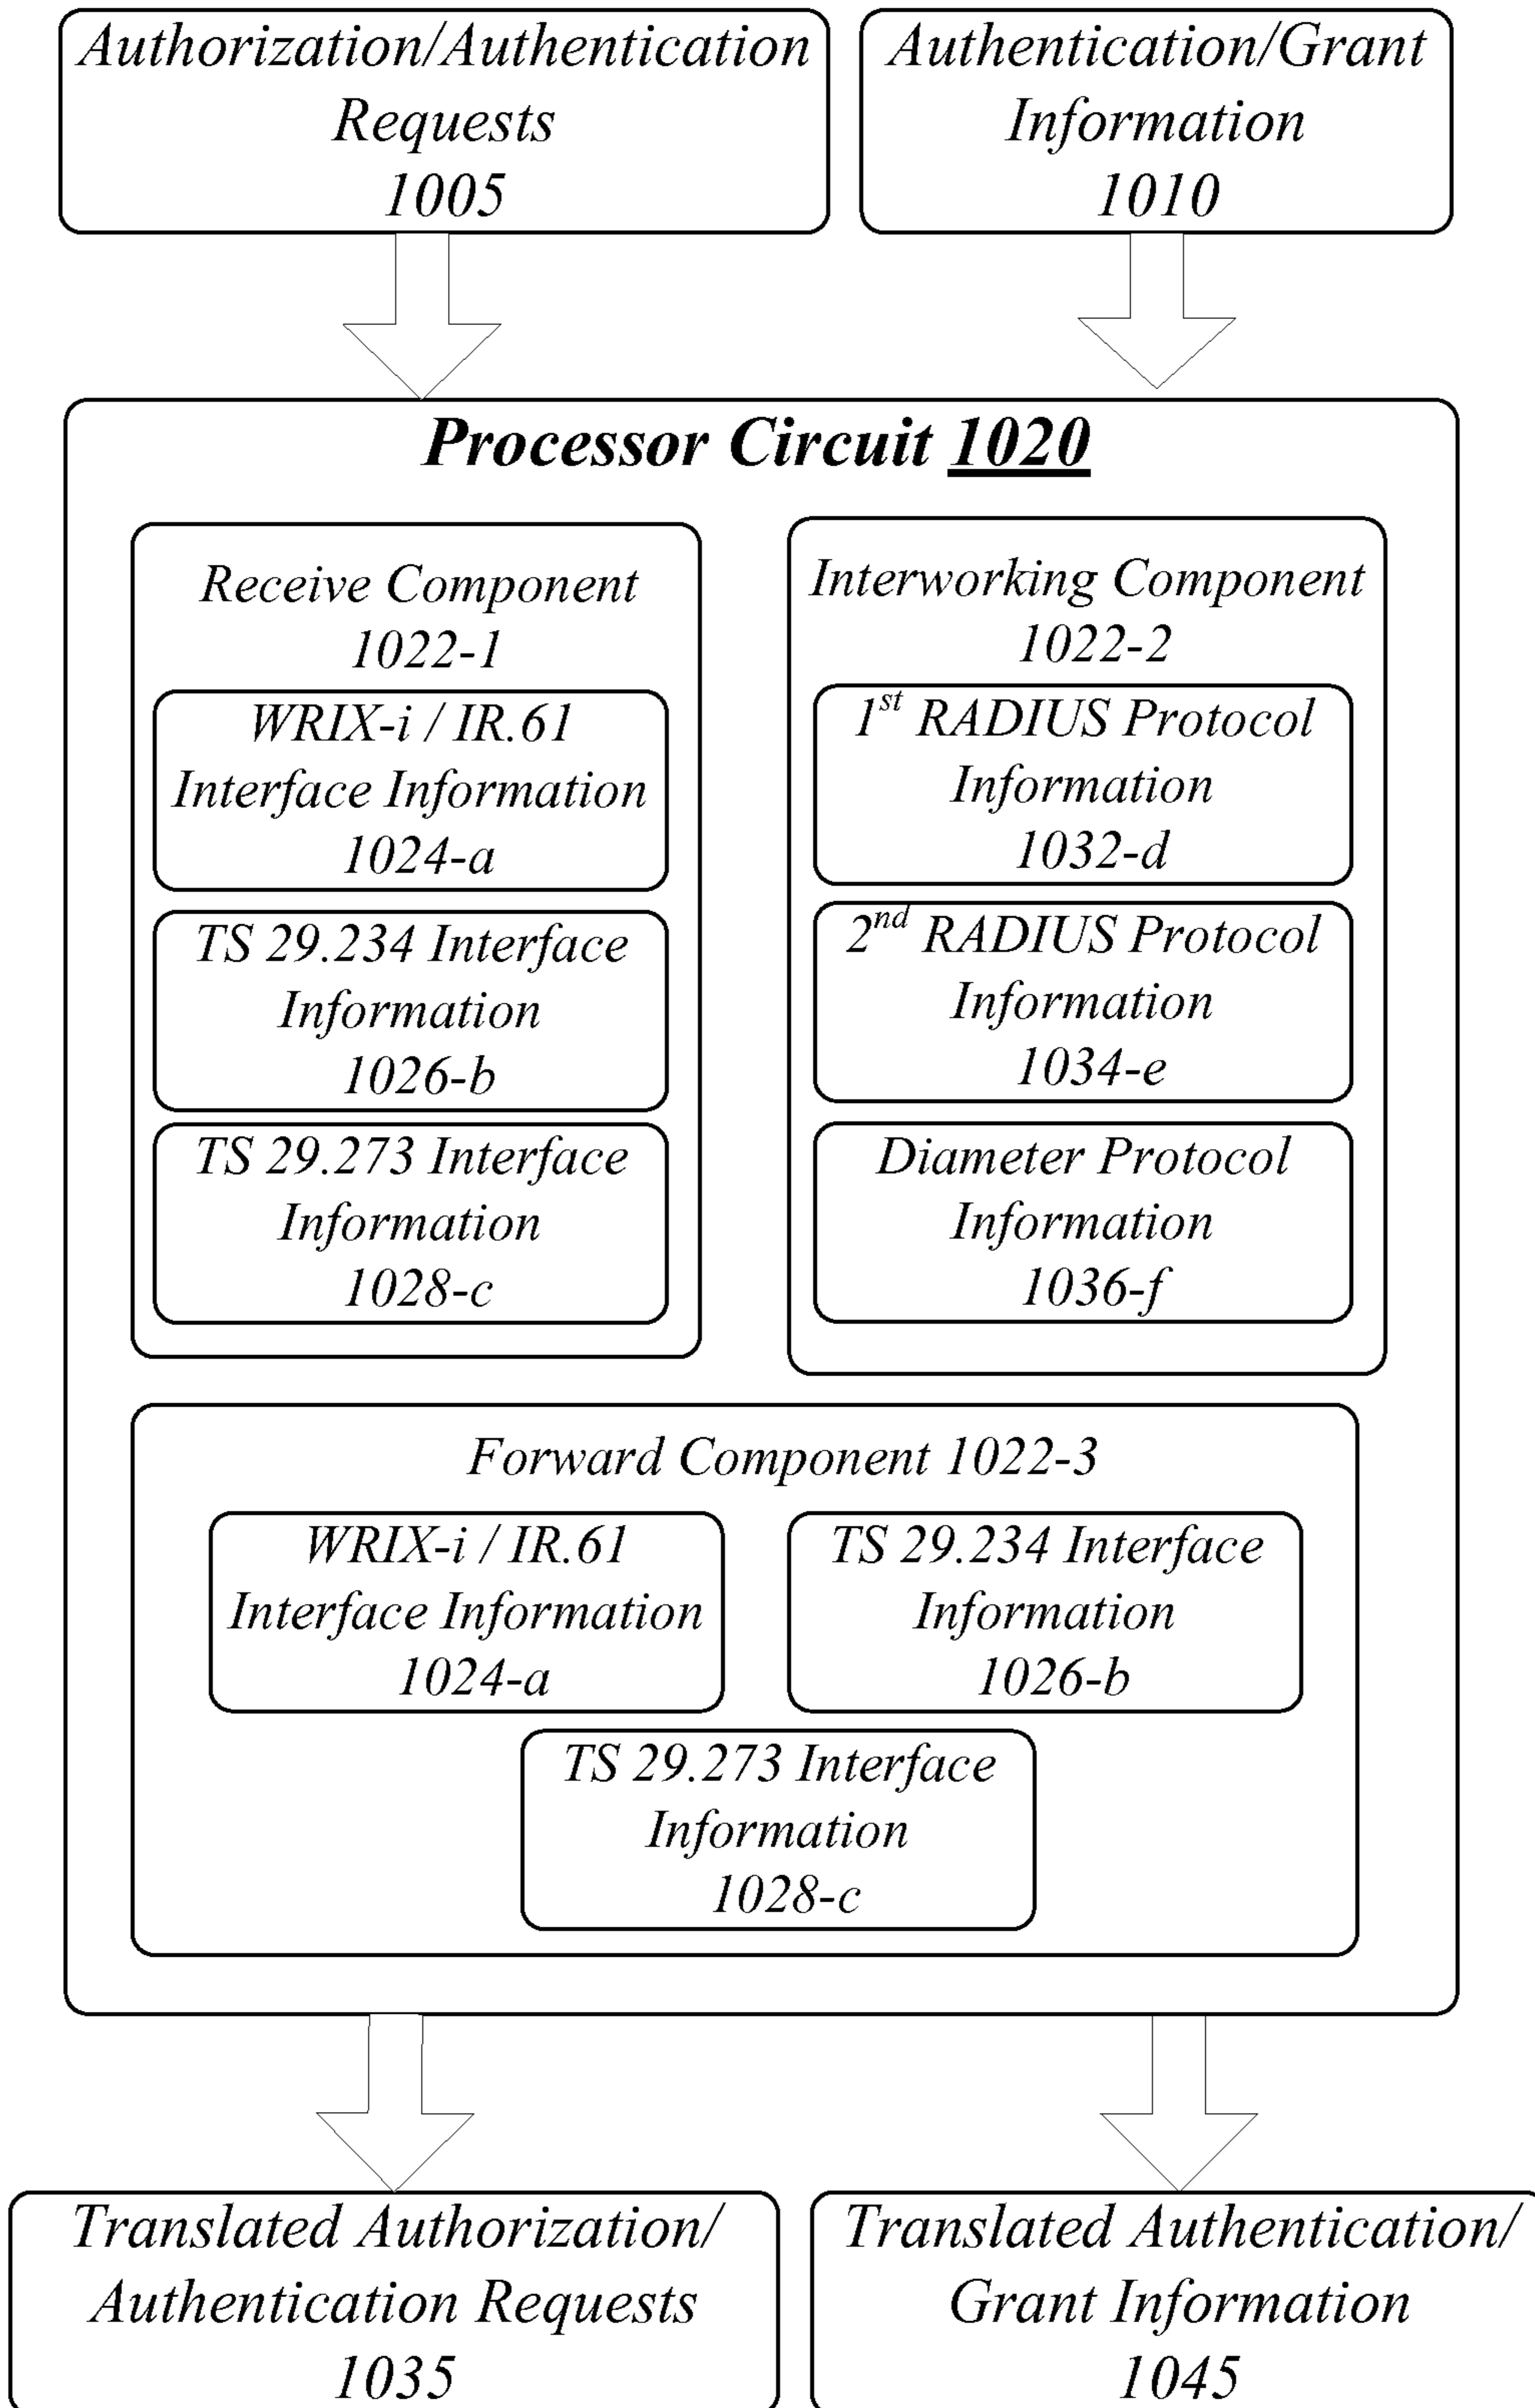 Authorization/Authentication
Requests
1005
Authentication/Grant
Information
1010
Processor Circuit 1020
Receive Component
1022-1
WRIX-i / IR.61
Interface Information
1024-a
TS 29.234 Interface
Information
1026-b
TS 29.273 Interface
Information
1028-c
Interworking Component
1022-2
1st RADIUS Protocol
Information
1032-d
2nd RADIUS Protocol
Information
1034-e
Diameter Protocol
Information
1036-f
Forward Component 1022-3
WRIX-i / IR.61
Interface Information
1024-a
TS 29.234 Interface
Information
1026-b
TS 29.273 Interface
Information
1028-c
Translated Authorization/
Authentication Requests
1035
Translated Authentication/
Grant Information
1045